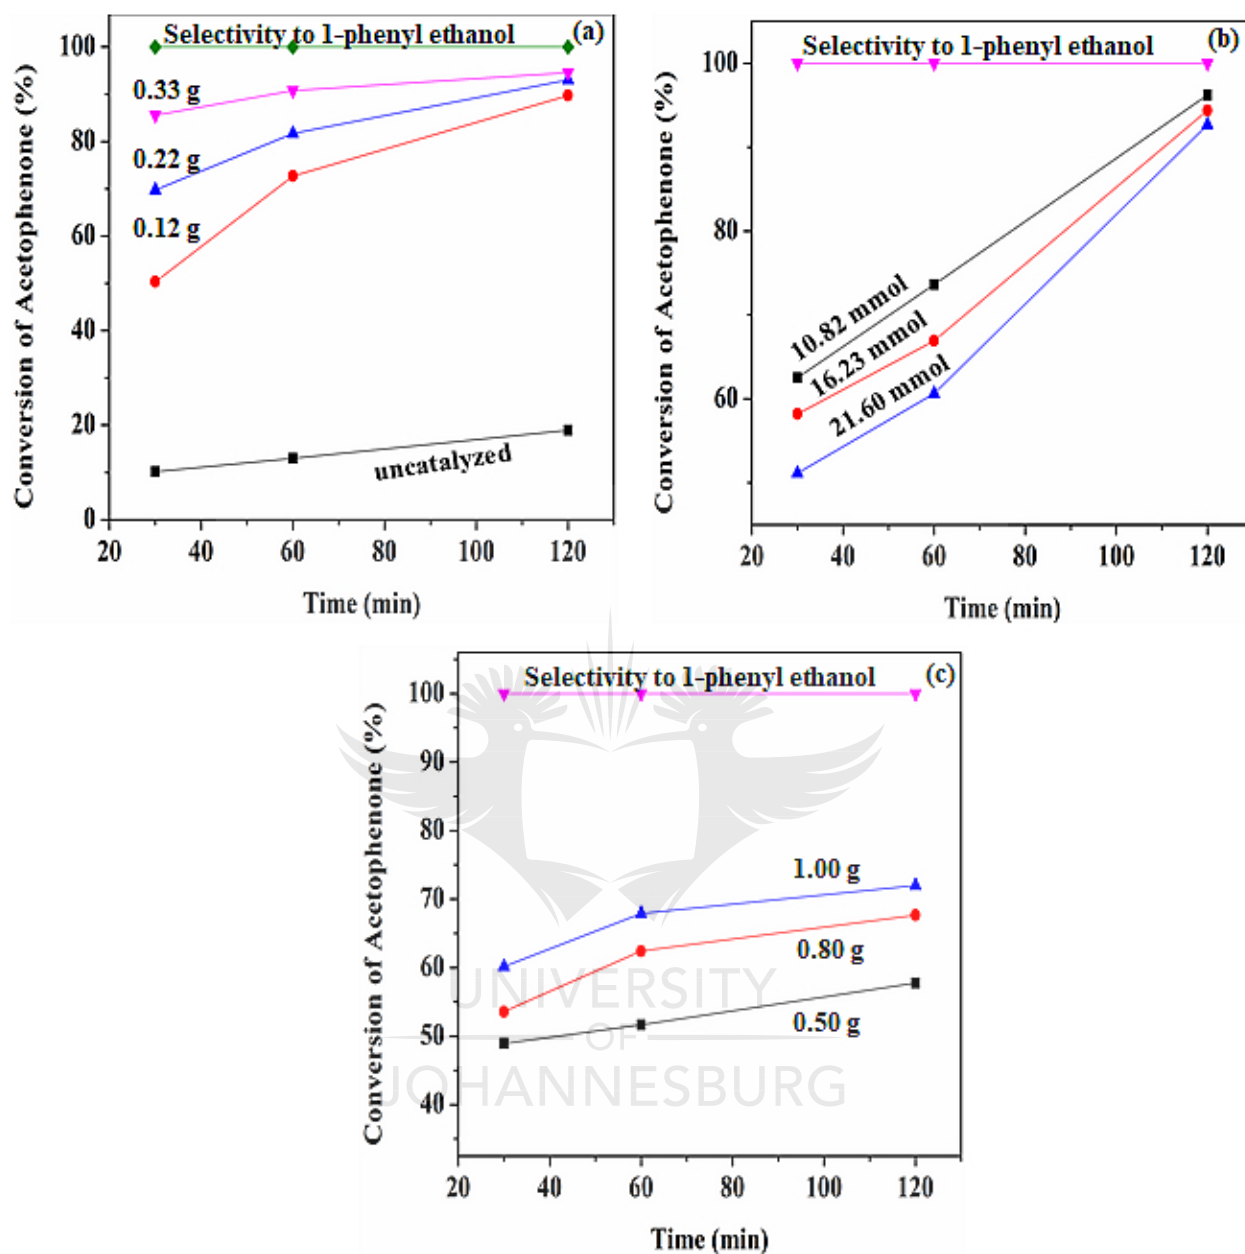 Selectivity to 1-phenyl ethanol
(a)
0.33 g
0.22 g
0.12 g
uncatalyzed
Conversion of Acetophenone (%)
100
80
60
40
20
0
20 40 60 80 100 120
Time (min)
Selectivity to 1-phenyl ethanol
(b)
10.82 mmol
16.23 mmol
21.60 mmol
Conversion of Acetophenone (%)
100
80
60
20 40 60 80 100 120
Time (min)
Selectivity to 1-phenyl ethanol
(c)
1.00 g
0.80 g
0.50 g
Conversion of Acetophenone (%)
100
90
80
70
60
50
40
20 40 60 80 100 120
Time (min)
UNIVERSITY
OF
JOHANNESBURG